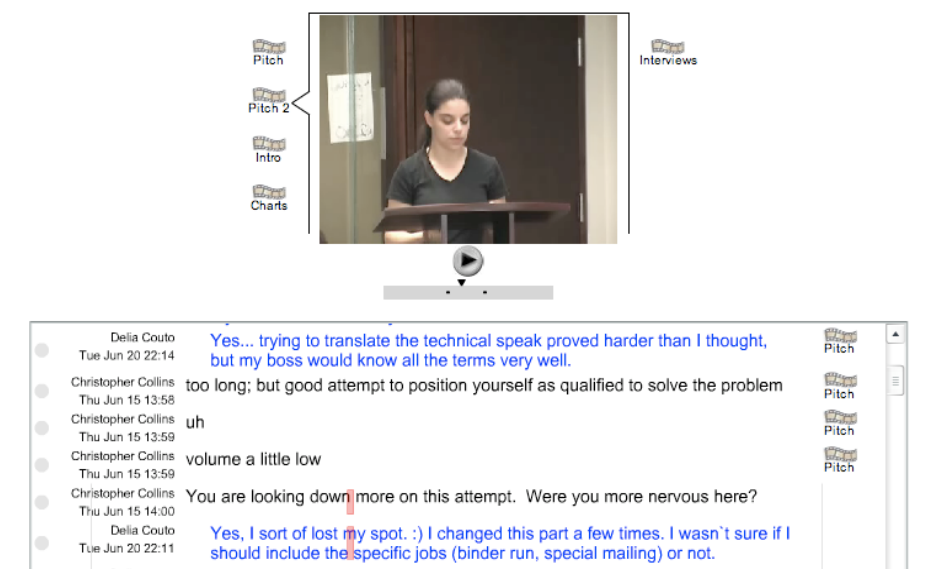 Pitch
Pitch 2
Intro
Charts
Interviews
Delia Couto
Tue Jun 20 22:14
Yes... trying to translate the technical speak proved harder than I thought,
but my boss would know all the terms very well.
Pitch
Christopher Collins
Thu Jun 15 13:58
too long; but good attempt to position yourself as qualified to solve the problem
Pitch
Christopher Collins
Thu Jun 15 13:59
uh
Pitch
Christopher Collins
Thu Jun 15 13:59
volume a little low
Pitch
Christopher Collins
Thu Jun 15 14:00
You are looking down more on this attempt. Were you more nervous here?
Delia Couto
Tue Jun 20 22:11
Yes, I sort of lost my spot. :) I changed this part a few times. I wasn`t sure if I
should include the specific jobs (binder run, special mailing) or not.